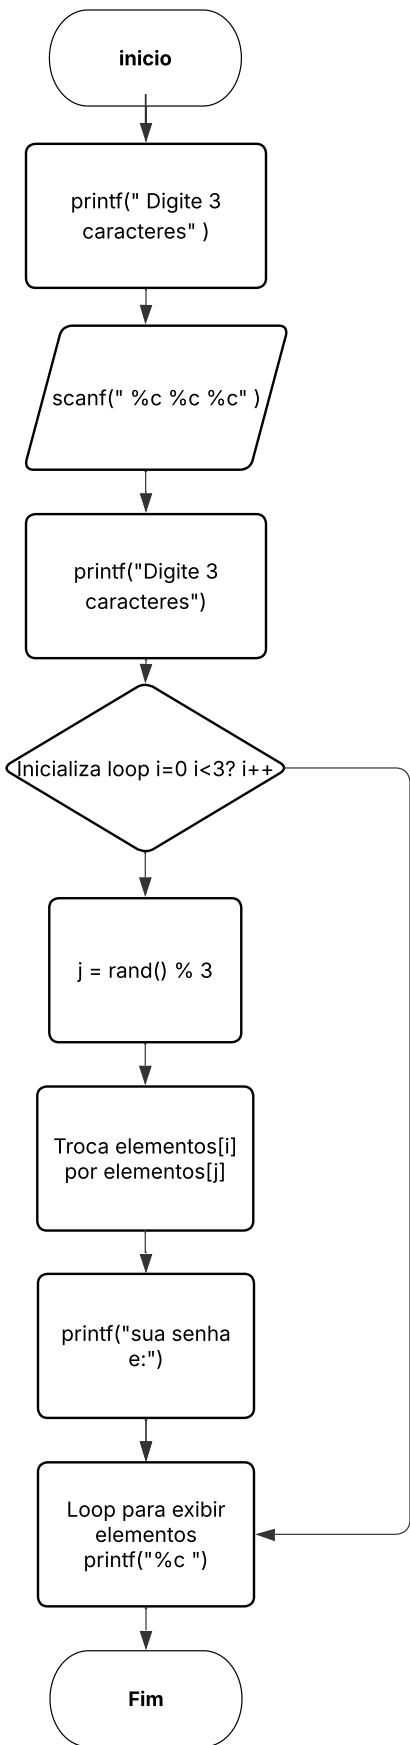 inicio
printf(" Digite 3
caracteres" )
scanf(" %c %c %c" )
printf("Digite 3
caracteres")
Inicializa loop i=0 i<3? i++
j = rand() % 3
Troca elementos[i]
por elementos[j]
printf("sua senha
e:")
Loop para exibir
elementos
printf("%c ")
Fim